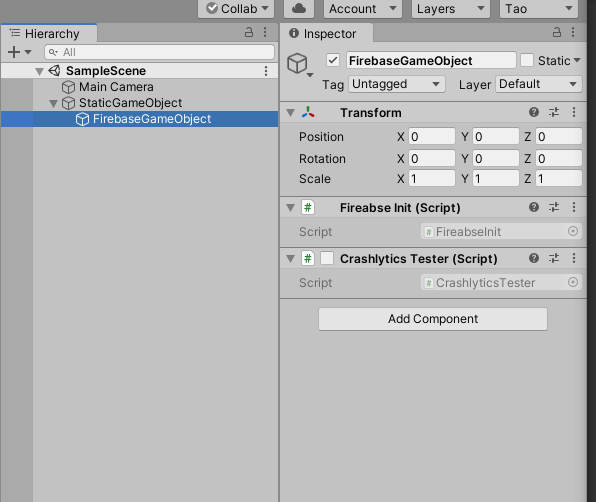 Collab
Account
Layers
Tao
Hierarchy
All
SampleScene
Main Camera
StaticGameObject
FirebaseGameObject
Inspector
FirebaseGameObject
Static
Tag Untagged Layer Default
Transform
Position X 0 Y 0 Z 0
Rotation X 0 Y 0 Z 0
Scale X 1 Y 1 Z 1
# Fireabse Init (Script)
Script # FireabseInit
# Crashlytics Tester (Script)
Script # CrashlyticsTester
Add Component